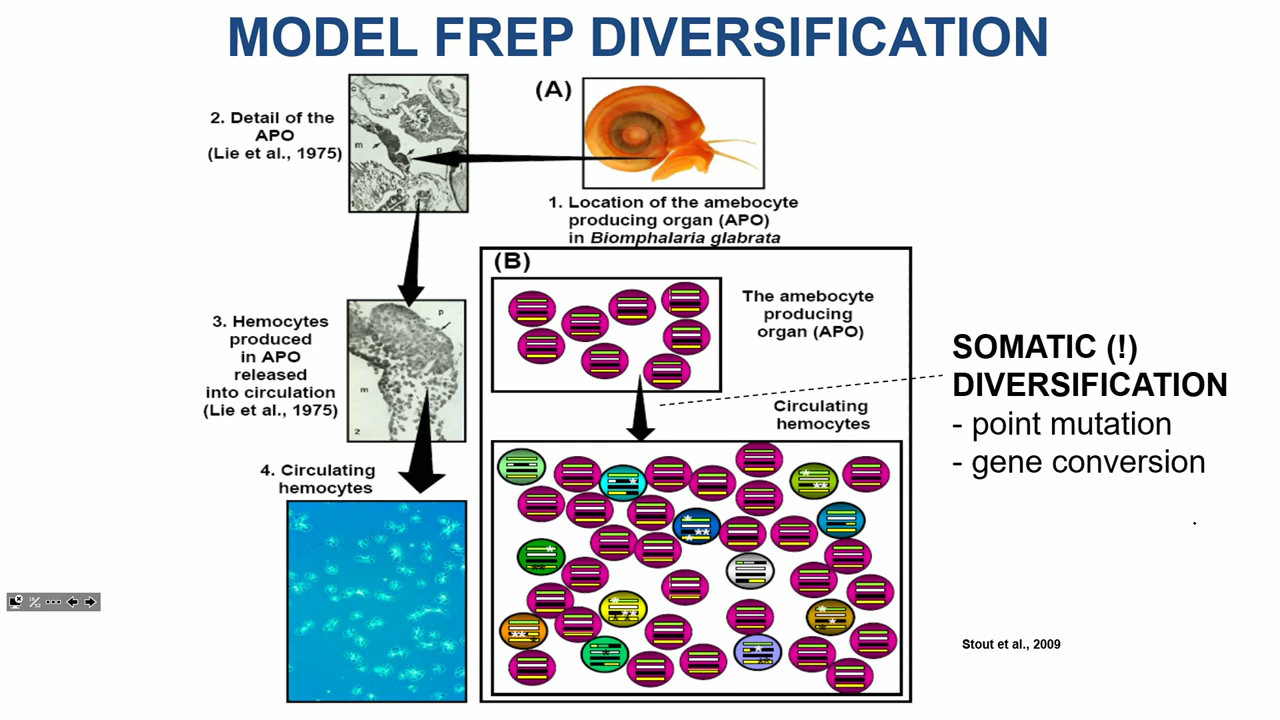 MODEL FREP DIVERSIFICATION
(A)
2. Detail of the
APO
(Lie et al., 1975)
c
a
s
m
p
1. Location of the amebocyte
producing organ (APO)
in Biomphalaria glabrata
(B)
The amebocyte
producing
organ (APO)
3. Hemocytes
produced
in APO
released
into circulation
(Lie et al., 1975)
p
m
2
Circulating
hemocytes
4. Circulating
hemocytes
SOMATIC (!)
DIVERSIFICATION
- point mutation
- gene conversion
Stout et al., 2009